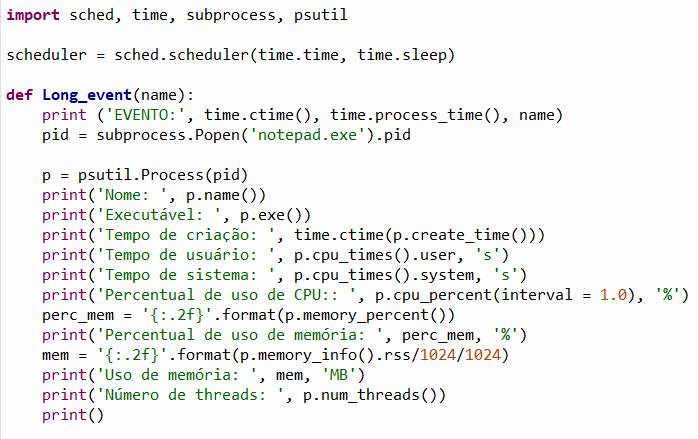 import sched, time, subprocess, psutil
scheduler = sched.scheduler(time.time, time.sleep)
def Long_event(name):
    print ('EVENTO:', time.ctime(), time.process_time(), name)
    pid = subprocess.Popen('notepad.exe').pid
    p = psutil.Process(pid)
    print('Nome: ', p.name())
    print('Executável: ', p.exe())
    print('Tempo de criação: ', time.ctime(p.create_time()))
    print('Tempo de usuário: ', p.cpu_times().user, 's')
    print('Tempo de sistema: ', p.cpu_times().system, 's')
    print('Percentual de uso de CPU:: ', p.cpu_percent(interval = 1.0), '%')
    perc_mem = '{:.2f}'.format(p.memory_percent())
    print('Percentual de uso de memória: ', perc_mem, '%')
    mem = '{:.2f}'.format(p.memory_info().rss/1024/1024)
    print('Uso de memória: ', mem, 'MB')
    print('Número de threads: ', p.num_threads())
    print()